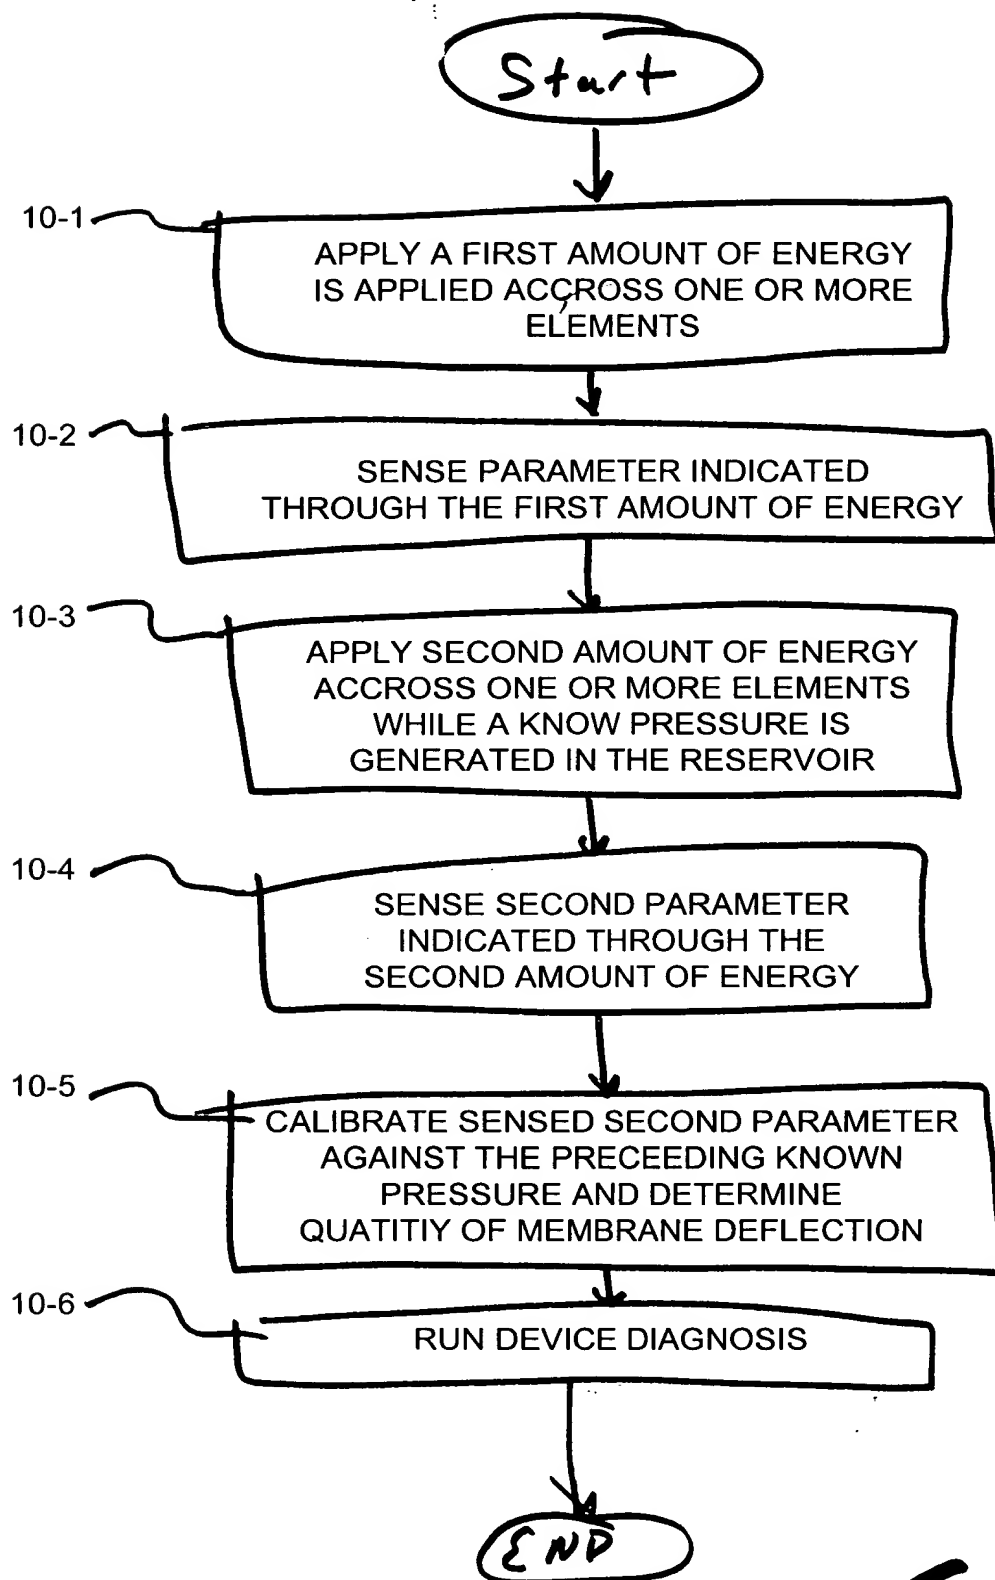 Start
10-1
APPLY A FIRST AMOUNT OF ENERGY
IS APPLIED ACCROSS ONE OR MORE
ELEMENTS
10-2
SENSE PARAMETER INDICATED
THROUGH THE FIRST AMOUNT OF ENERGY
10-3
APPLY SECOND AMOUNT OF ENERGY
ACCROSS ONE OR MORE ELEMENTS
WHILE A KNOW PRESSURE IS
GENERATED IN THE RESERVOIR
10-4
SENSE SECOND PARAMETER
INDICATED THROUGH THE
SECOND AMOUNT OF ENERGY
10-5
CALIBRATE SENSED SECOND PARAMETER
AGAINST THE PRECEEDING KNOWN
PRESSURE AND DETERMINE
QUATITIY OF MEMBRANE DEFLECTION
10-6
RUN DEVICE DIAGNOSIS
END